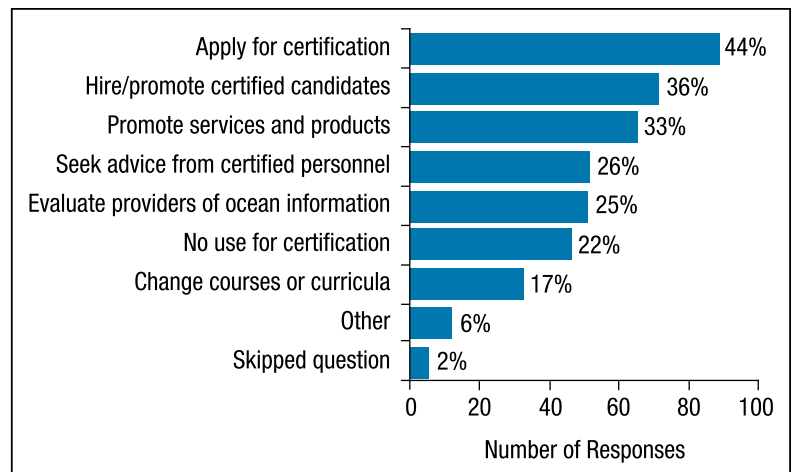 Apply for certification 44%
Hire/promote certified candidates 36%
Promote services and products 33%
Seek advice from certified personnel 26%
Evaluate providers of ocean information 25%
No use for certification 22%
Change courses or curricula 17%
Other 6%
Skipped question 2%
0 20 40 60 80 100
Number of Responses